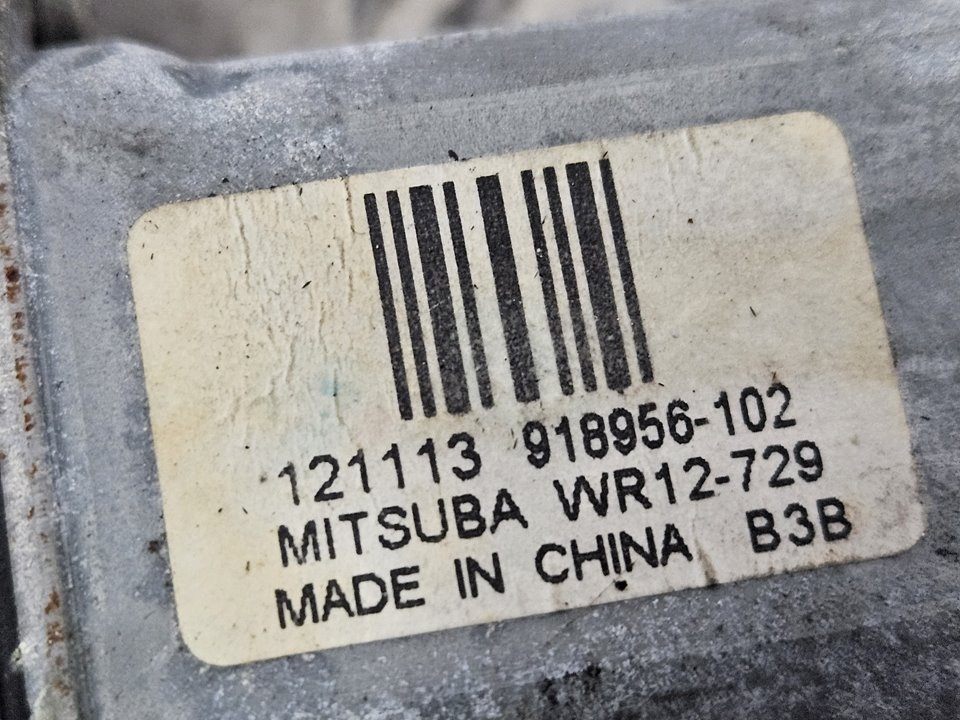 121113 918956-102
MITSUBA WR12-729
MADE IN CHINA B3B